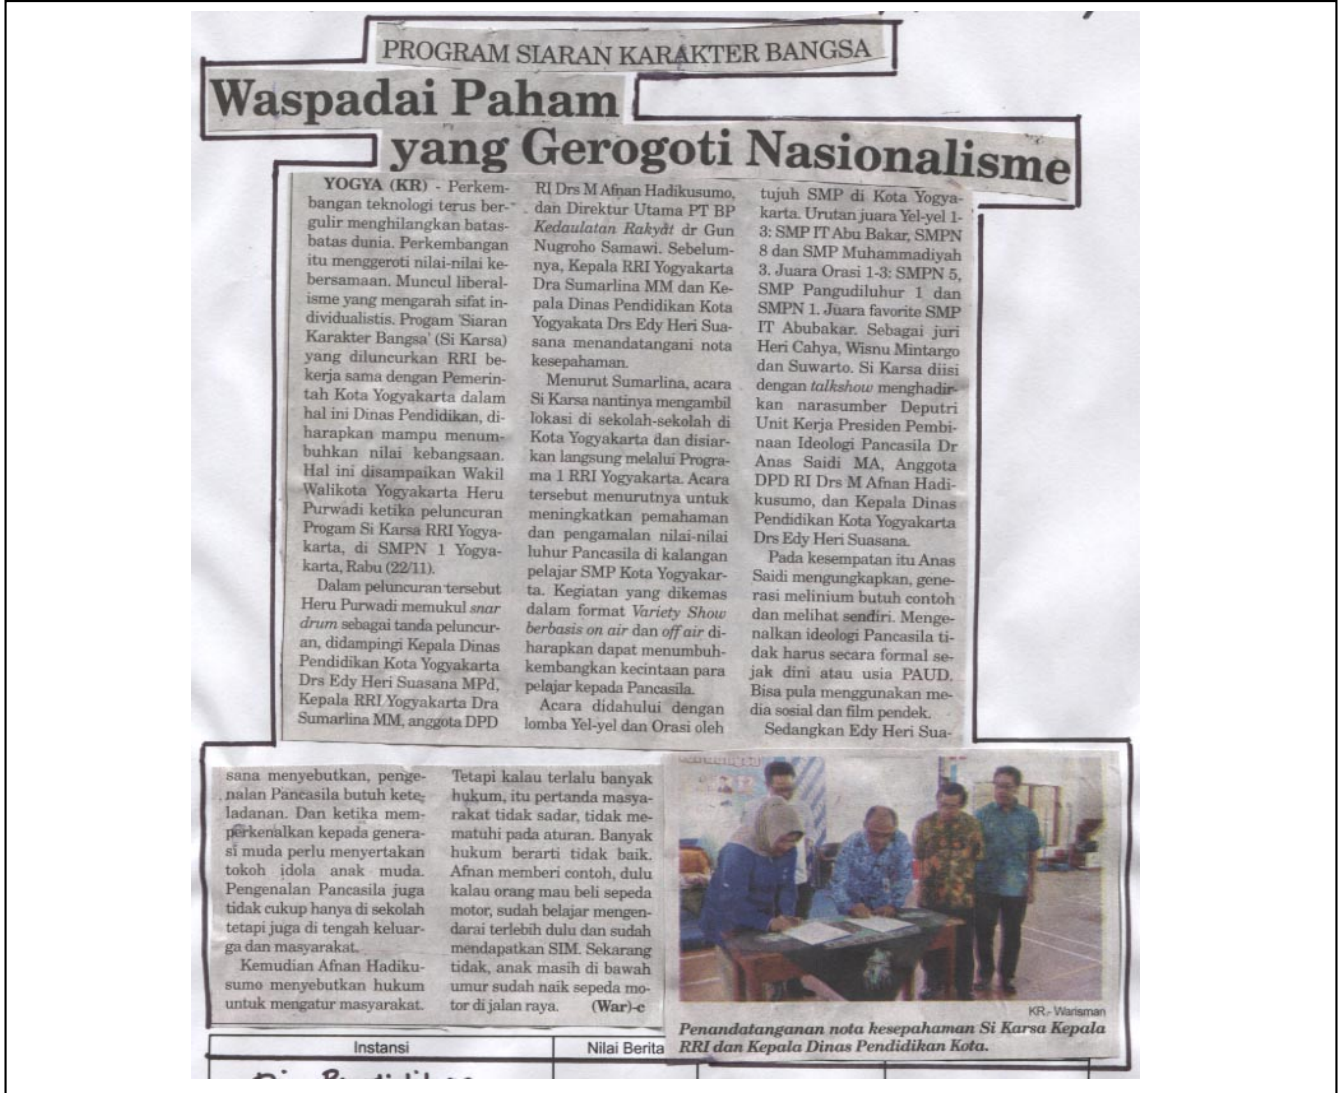 PROGRAM SIARAN KARAKTER BANGSA
Waspadai Paham
yang Gerogoti Nasionalisme
YOGYA (KR) - Perkem-
bangan teknologi terus ber-
gulir menghilangkan batas-
batas dunia. Perkembangan
itu menggeroti nilai-nilai ke-
bersamaan. Muncul liberal-
isme yang mengarah sifat in-
dividualistis. Progam 'Siaran
Karakter Bangsa' (Si Karsa)
yang diluncurkan RRI be-
kerja sama dengan Pemerin-
tah Kota Yogyakarta dalam
hal ini Dinas Pendidikan, di-
harapkan mampu menum-
buhkan nilai kebangsaan.
Hal ini disampaikan Wakil
Walikota Yogyakarta Heru
Purwadi ketika peluncuran
Progam Si Karsa RRI Yogya-
karta, di SMPN 1 Yogya-
karta, Rabu (22/11).
Dalam peluncuran tersebut
Heru Purwadi memukul snar
drum sebagai tanda peluncur-
an, didampingi Kepala Dinas
Pendidikan Kota Yogyakarta
Drs Edy Heri Suasana MPd,
Kepala RRI Yogyakarta Dra
Sumarlina MM, anggota DPD
RI Drs M Afnan Hadikusumo,
dan Direktur Utama PT BP
Kedaulatan Rakyat dr Gun
Nugroho Samawi. Sebelum-
nya, Kepala RRI Yogyakarta
Dra Sumarlina MM dan Ke-
pala Dinas Pendidikan Kota
Yogyakata Drs Edy Heri Sua-
sana menandatangani nota
kesepahaman.
Menurut Sumarlina, acara
Si Karsa nantinya mengambil
lokasi di sekolah-sekolah di
Kota Yogyakarta dan disiar-
kan langsung melalui Progra-
ma 1 RRI Yogyakarta. Acara
tersebut menurutnya untuk
meningkatkan pemahaman
dan pengamalan nilai-nilai
luhur Pancasila di kalangan
pelajar SMP Kota Yogyakar-
ta. Kegiatan yang dikemas
dalam format Variety Show
berbasis on air dan off air di-
harapkan dapat menumbuh-
kembangkan kecintaan para
pelajar kepada Pancasila.
Acara didahului dengan
lomba Yel-yel dan Orasi oleh
tujuh SMP di Kota Yogya-
karta. Urutan juara Yel-yel 1-
3: SMP IT Abu Bakar, SMPN
8 dan SMP Muhammadiyah
3. Juara Orasi 1-3: SMPN 5,
SMP Pangudiluhur 1 dan
SMPN 1. Juara favorite SMP
IT Abubakar. Sebagai juri
Heri Cahya, Wisnu Mintargo
dan Suwarto. Si Karsa diisi
dengan talkshow menghadir-
kan narasumber Deputri
Unit Kerja Presiden Pembi-
naan Ideologi Pancasila Dr
Anas Saidi MA, Anggota
DPD RI Drs M Afnan Hadi-
kusumo, dan Kepala Dinas
Pendidikan Kota Yogyakarta
Drs Edy Heri Suasana.
Pada kesempatan itu Anas
Saidi mengungkapkan, gene-
rasi melinium butuh contoh
dan melihat sendiri. Menge-
nalkan ideologi Pancasila ti-
dak harus secara formal se-
jak dini atau usia PAUD.
Bisa pula menggunakan me-
dia sosial dan film pendek.
Sedangkan Edy Heri Sua-
sana menyebutkan, penge-
nalan Pancasila butuh kete-
ladanan. Dan ketika mem-
perkenalkan kepada genera-
si muda perlu menyertakan
tokoh idola anak muda.
Pengenalan Pancasila juga
tidak cukup hanya di sekolah
tetapi juga di tengah keluar-
ga dan masyarakat.
Kemudian Afnan Hadiku-
sumo menyebutkan hukum
untuk mengatur masyarakat.
Tetapi kalau terlalu banyak
hukum, itu pertanda masya-
rakat tidak sadar, tidak me-
matuhi pada aturan. Banyak
hukum berarti tidak baik.
Afnan memberi contoh, dulu
kalau orang mau beli sepeda
motor, sudah belajar mengen-
darai terlebih dulu dan sudah
mendapatkan SIM. Sekarang
tidak, anak masih di bawah
umur sudah naik sepeda mo-
tor di jalan raya. (War)-c
KR.- Warisman
Penandatanganan nota kesepahaman Si Karsa Kepala
RRI dan Kepala Dinas Pendidikan Kota.
Instansi
Nilai Berita